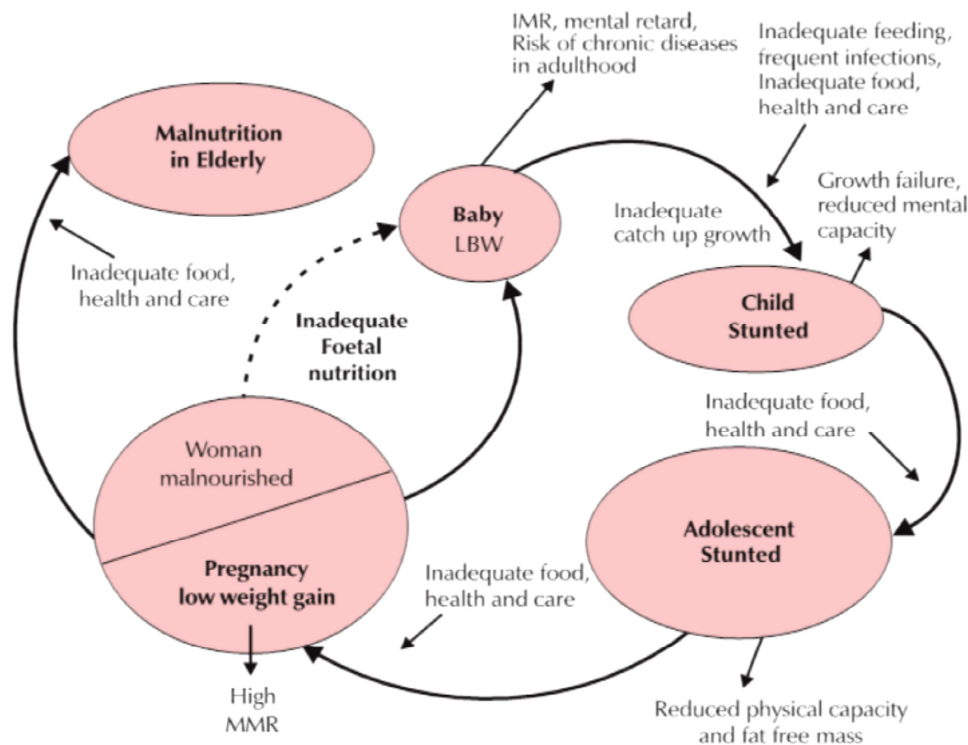 IMR, mental retard,
Risk of chronic diseases
in adulthood
Inadequate feeding,
frequent infections,
Inadequate food,
health and care
Malnutrition
in Elderly
Baby
LBW
Growth failure,
reduced mental
capacity
Inadequate
catch up growth
Inadequate food,
health and care
Child
Stunted
Inadequate
Foetal
nutrition
Inadequate food,
health and care
Woman
malnourished
Adolescent
Stunted
Pregnancy
low weight gain
Inadequate food,
health and care
High
MMR
Reduced physical capacity
and fat free mass